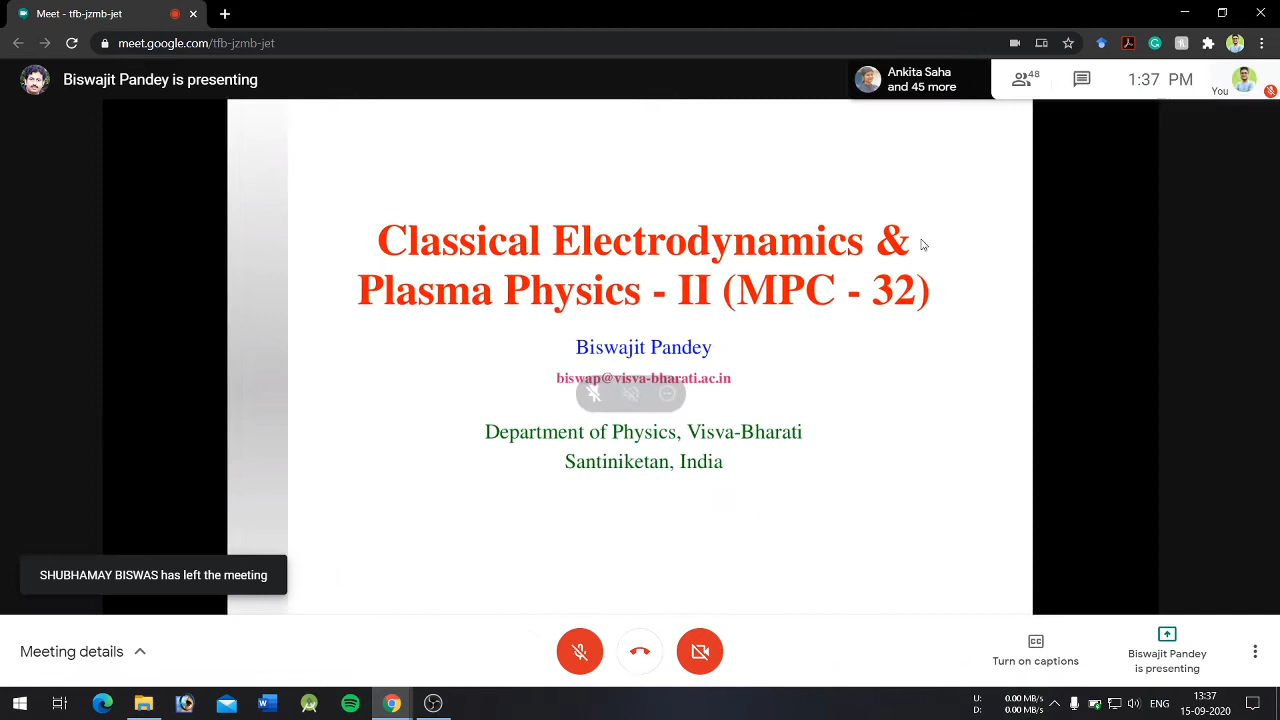 Meet - tfb-jzmb-jet
meet.google.com/tfb-jzmb-jet
Biswajit Pandey is presenting
Ankita Saha
and 45 more
48
1:37 PM
You
Classical Electrodynamics &
Plasma Physics - II (MPC - 32)
Biswajit Pandey
biswap@visva-bharati.ac.in
Department of Physics, Visva-Bharati
Santiniketan, India
SHUBHAMAY BISWAS has left the meeting
Meeting details
CC
Turn on captions
Biswajit Pandey
is presenting
U: 0.00 MB/s
D: 0.00 MB/s
13:37
15-09-2020